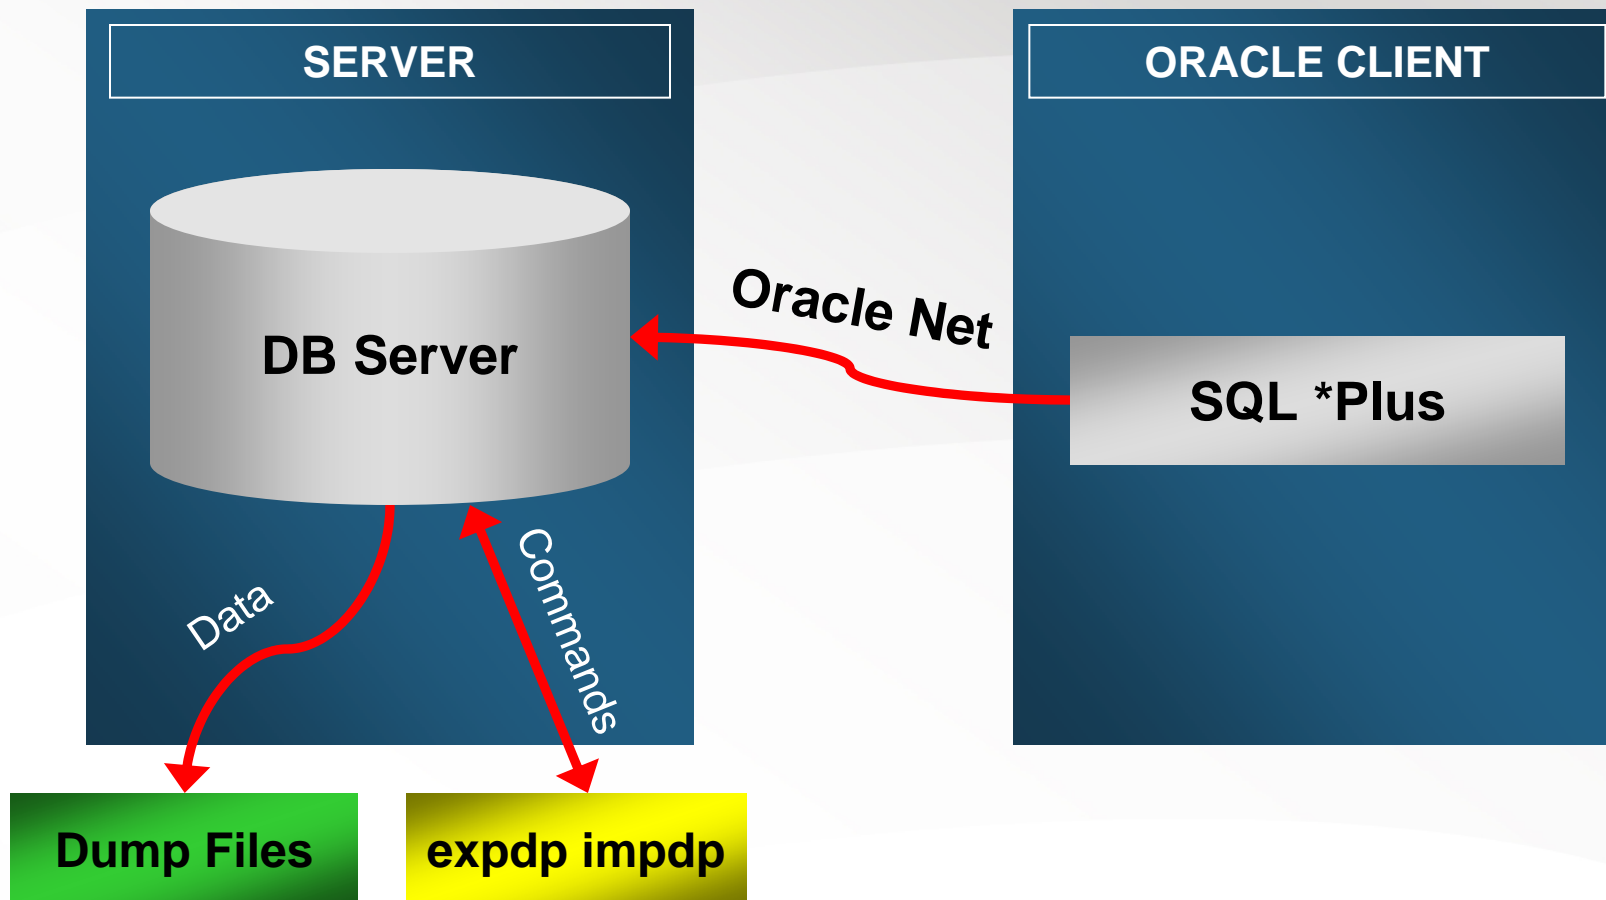 SERVER
ORACLE CLIENT
Oracle Net
DB Server
SQL *Plus
Data
Commands
Dump Files
expdp impdp